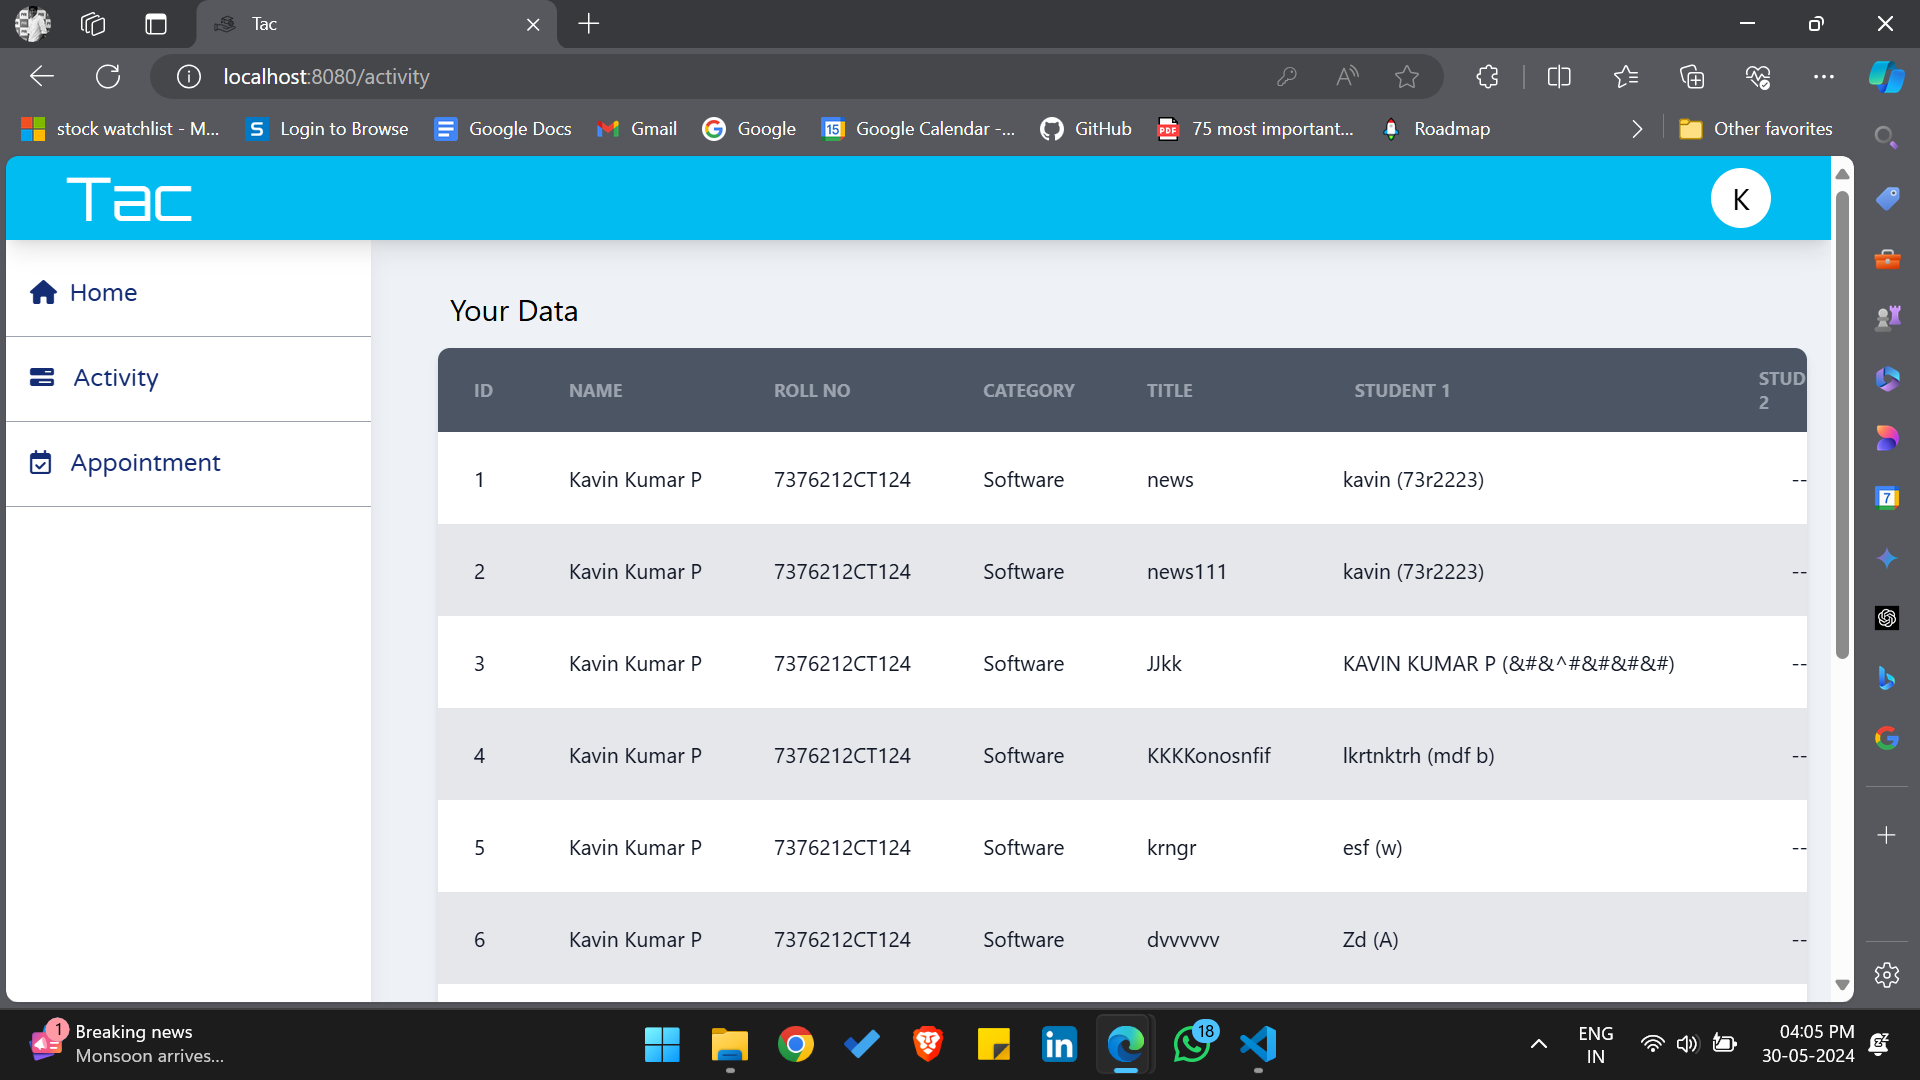 Tac
localhost:8080/activity
stock watchlist - M...
Login to Browse
Google Docs
Gmail
Google
15
Google Calendar -...
GitHub
PDF
75 most important...
Roadmap
Other favorites
Tac
K
Home
Activity
Appointment
Your Data
ID NAME ROLL NO CATEGORY TITLE STUDENT 1 STUD
2
1 Kavin Kumar P 7376212CT124 Software news kavin (73r2223) --
2 Kavin Kumar P 7376212CT124 Software news111 kavin (73r2223) --
3 Kavin Kumar P 7376212CT124 Software JJkk KAVIN KUMAR P (&#&^#&#&#&#) --
4 Kavin Kumar P 7376212CT124 Software KKKKonosnfif lkrtnktrh (mdf b) --
5 Kavin Kumar P 7376212CT124 Software krngr esf (w) --
6 Kavin Kumar P 7376212CT124 Software dvvvvvv Zd (A) --
7
1
Breaking news
Monsoon arrives...
in
18
ENG
IN
04:05 PM
30-05-2024